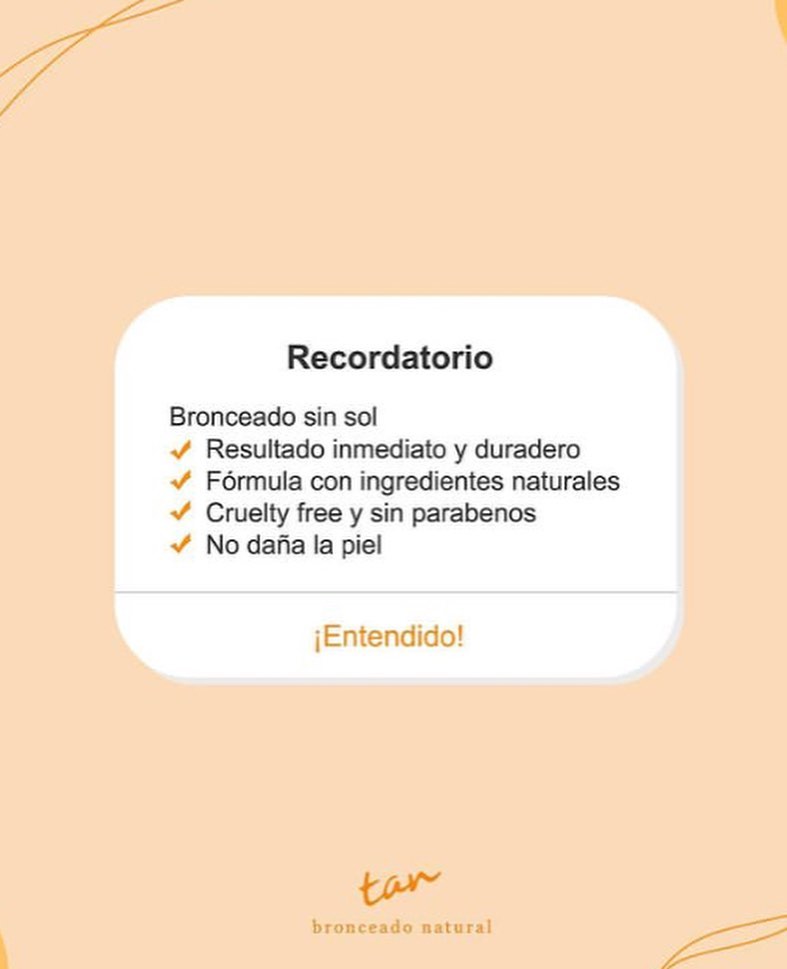 Recordatorio
Bronceado sin sol
Resultado inmediato y duradero
Fórmula con ingredientes naturales
Cruelty free y sin parabenos
No daña la piel
¡Entendido!
tan
bronceado natural